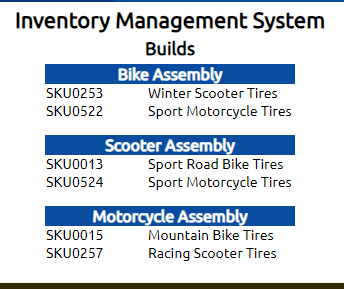 Inventory Management System
Builds
Bike Assembly
SKU0253 Winter Scooter Tires
SKU0522 Sport Motorcycle Tires
Scooter Assembly
SKU0013 Sport Road Bike Tires
SKU0524 Sport Motorcycle Tires
Motorcycle Assembly
SKU0015 Mountain Bike Tires
SKU0257 Racing Scooter Tires